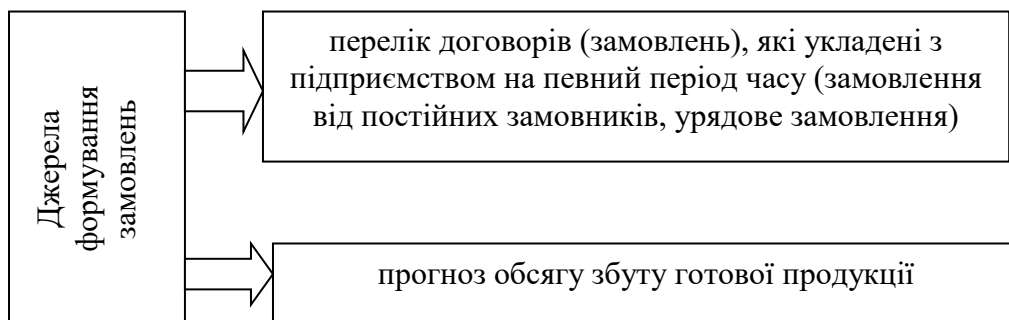 Джерела
формування
замовлень
перелік договорів (замовлень), які укладені з
підприємством на певний період часу (замовлення
від постійних замовників, урядове замовлення)
прогноз обсягу збуту готової продукції